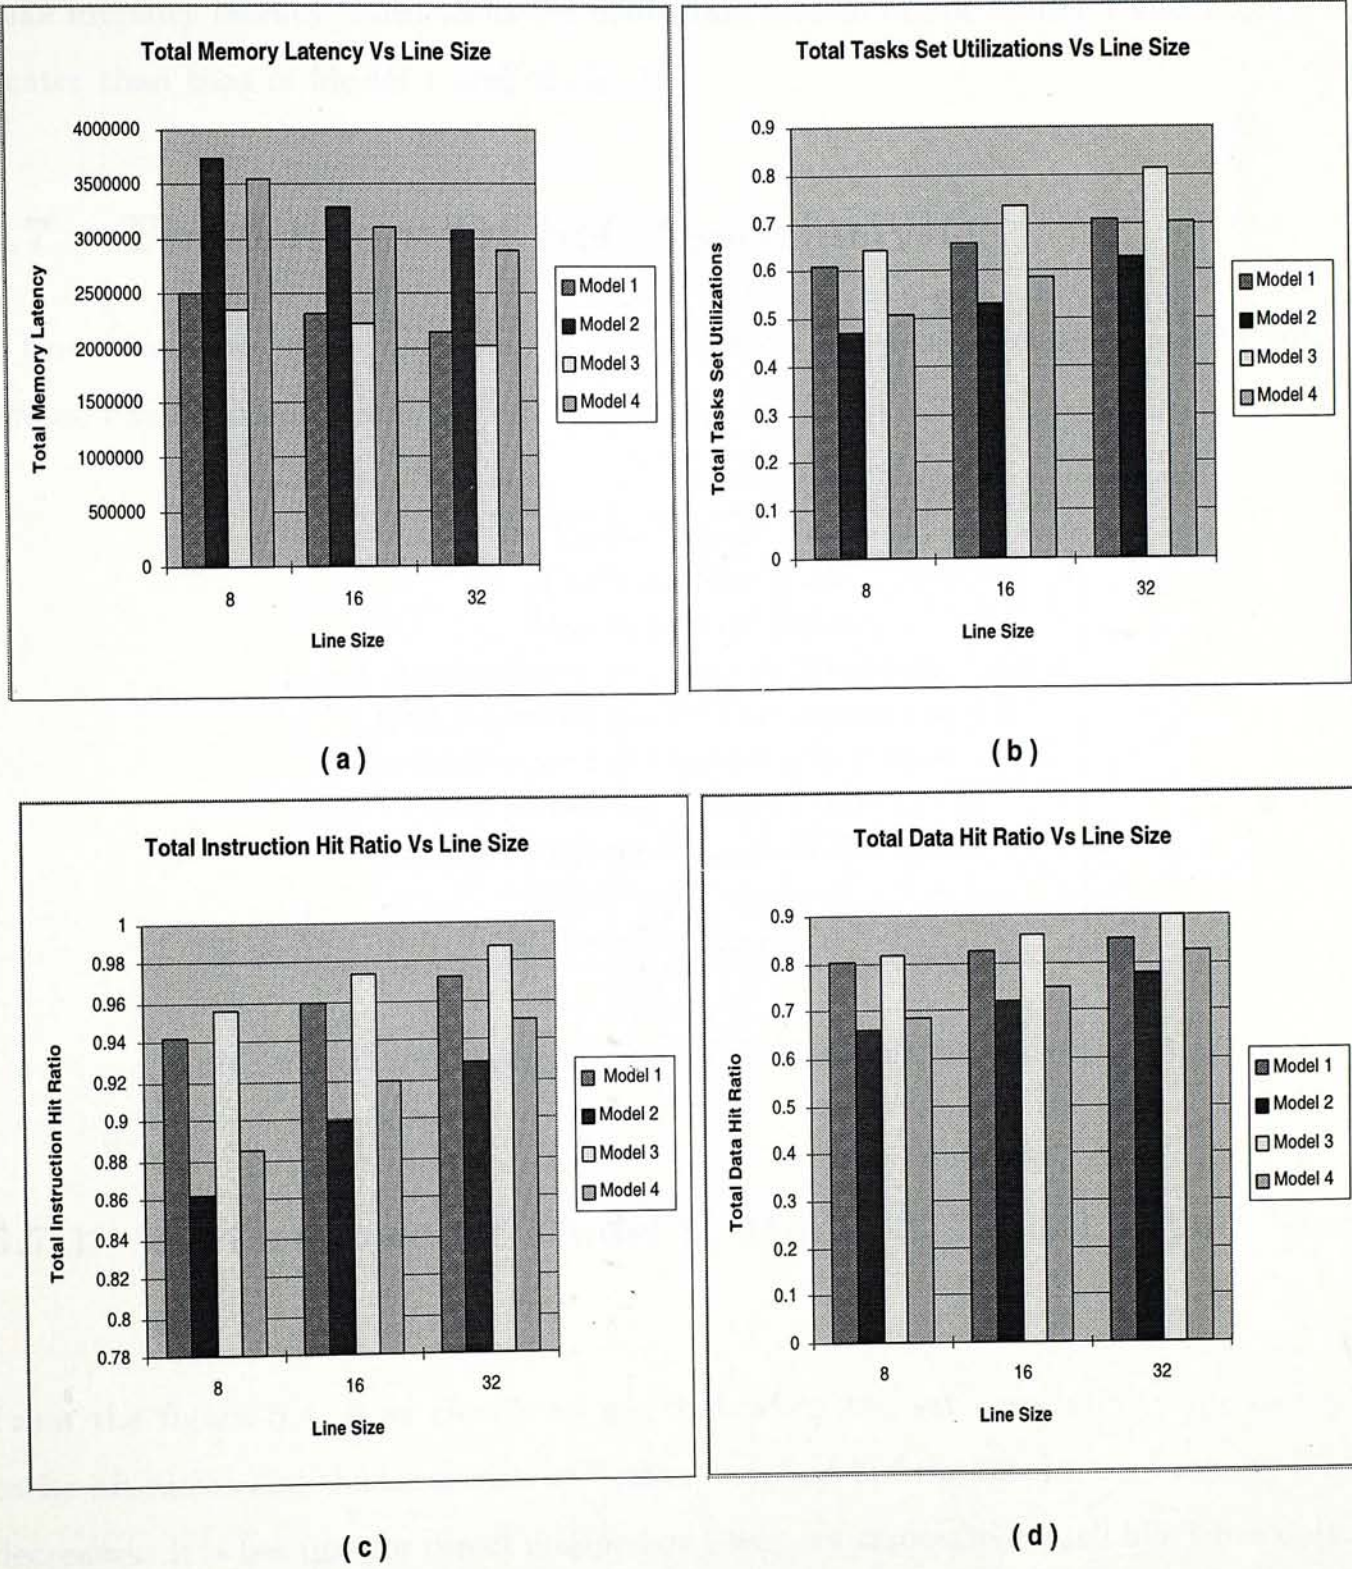 Total Memory Latency Vs Line Size
4000000
3500000
3000000
2500000
2000000
1500000
1000000
500000
0
Total Memory Latency
8 16 32
Line Size
Model 1
Model 2
Model 3
Model 4
( a )
Total Tasks Set Utilizations Vs Line Size
0.9
0.8
0.7
0.6
0.5
0.4
0.3
0.2
0.1
0
Total Tasks Set Utilizations
8 16 32
Line Size
Model 1
Model 2
Model 3
Model 4
( b )
Total Instruction Hit Ratio Vs Line Size
1
0.98
0.96
0.94
0.92
0.9
0.88
0.86
0.84
0.82
0.8
0.78
Total Instruction Hit Ratio
8 16 32
Line Size
Model 1
Model 2
Model 3
Model 4
( c )
Total Data Hit Ratio Vs Line Size
0.9
0.8
0.7
0.6
0.5
0.4
0.3
0.2
0.1
0
Total Data Hit Ratio
8 16 32
Line Size
Model 1
Model 2
Model 3
Model 4
( d )